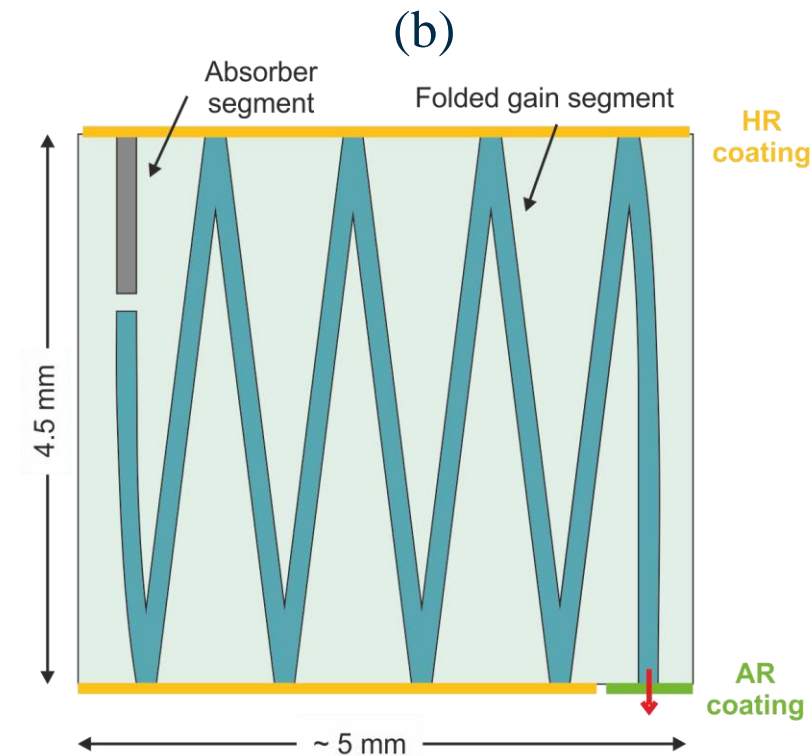 (b)
Absorber
segment
Folded gain segment
HR
coating
4.5 mm
AR
coating
~ 5 mm